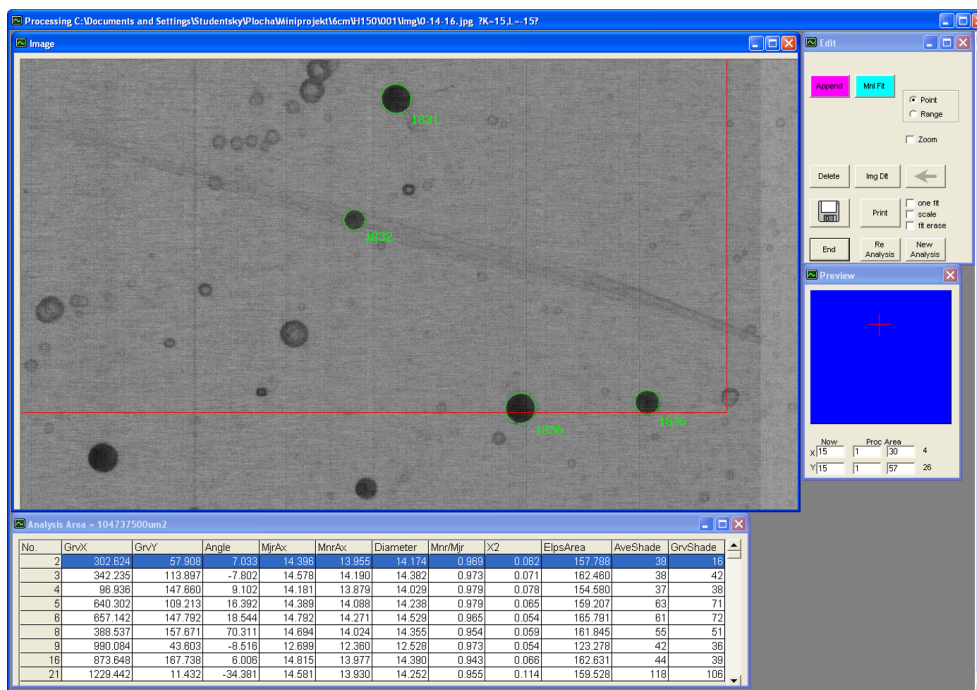 Processing C:\Documents and Settings\Studentsky\Plocha\Miniprojekt\6cm\H150\001\Img\0-14-16.jpg ?K-15,L--15?
Image
1831
1832
1836
1835
Edit
Append
Mnl Fit
Point
Range
Zoom
Delete
Img Dlt
Print
one fit
scale
fit erase
End
Re Analysis
New Analysis
Preview
Now Proc Area
X 15 1 30 4
Y 15 1 57 26
Analysis Area - 104737500um2
No. GrvX GrvY Angle MjrAx MnrAx Diameter Mnr/Mjr X2 ElpsArea AveShade GrvShade
2 302.624 57.908 7.033 14.396 13.955 14.174 0.969 0.062 157.788 38 16
3 342.235 113.897 -7.802 14.578 14.190 14.382 0.973 0.071 162.460 38 42
4 96.936 147.660 9.102 14.181 13.879 14.029 0.979 0.078 154.580 37 38
5 640.302 109.213 16.392 14.389 14.088 14.238 0.979 0.065 159.207 63 71
6 657.142 147.792 18.544 14.792 14.271 14.529 0.965 0.054 165.791 61 72
8 388.537 157.671 70.311 14.694 14.024 14.355 0.954 0.059 161.845 55 51
9 990.084 43.603 -8.516 12.699 12.360 12.528 0.973 0.054 123.278 42 36
16 873.648 167.738 6.006 14.815 13.977 14.390 0.943 0.066 162.631 44 39
21 1229.442 11.432 -34.381 14.581 13.930 14.252 0.955 0.114 159.528 118 106